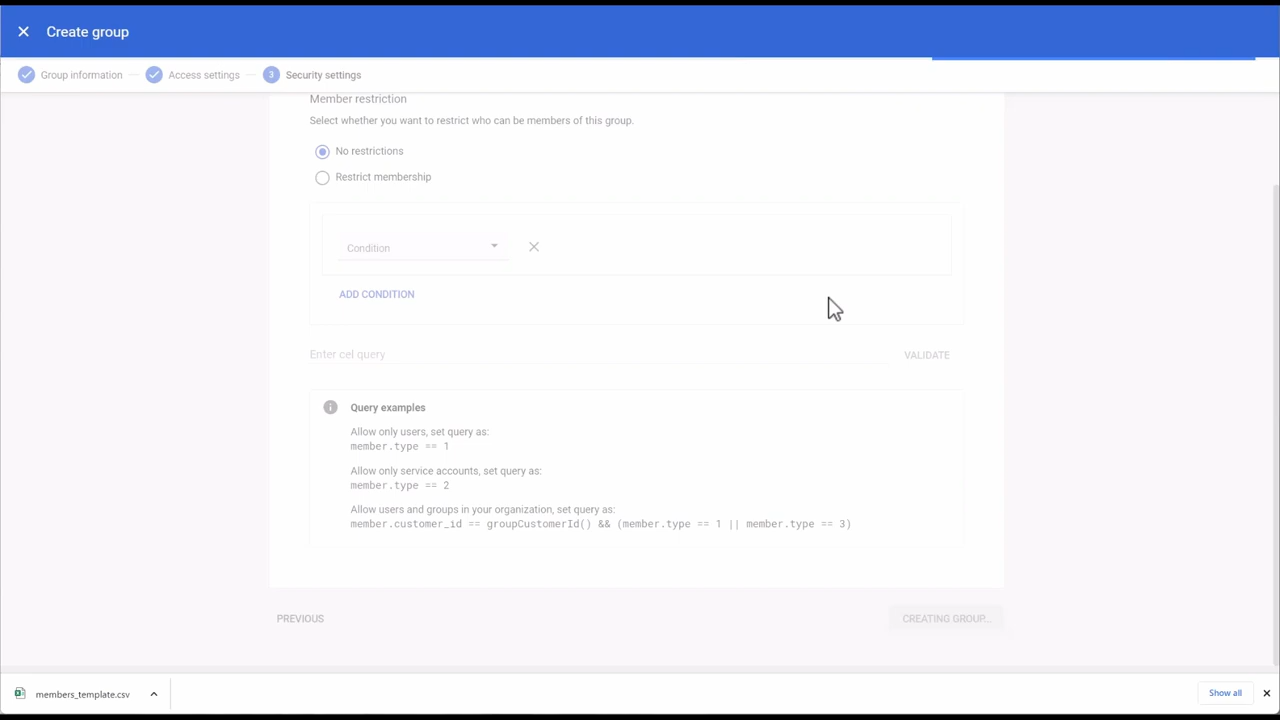 Create group
Group information
Access settings
3 Security settings
Member restriction
Select whether you want to restrict who can be members of this group.
No restrictions
Restrict membership
Condition
ADD CONDITION
Enter cel query
VALIDATE
Query examples
Allow only users, set query as:
member.type == 1
Allow only service accounts, set query as:
member.type == 2
Allow users and groups in your organization, set query as:
member.customer_id == groupCustomerId() && (member.type == 1 || member.type == 3)
PREVIOUS
CREATING GROUP...
members_template.csv
Show all